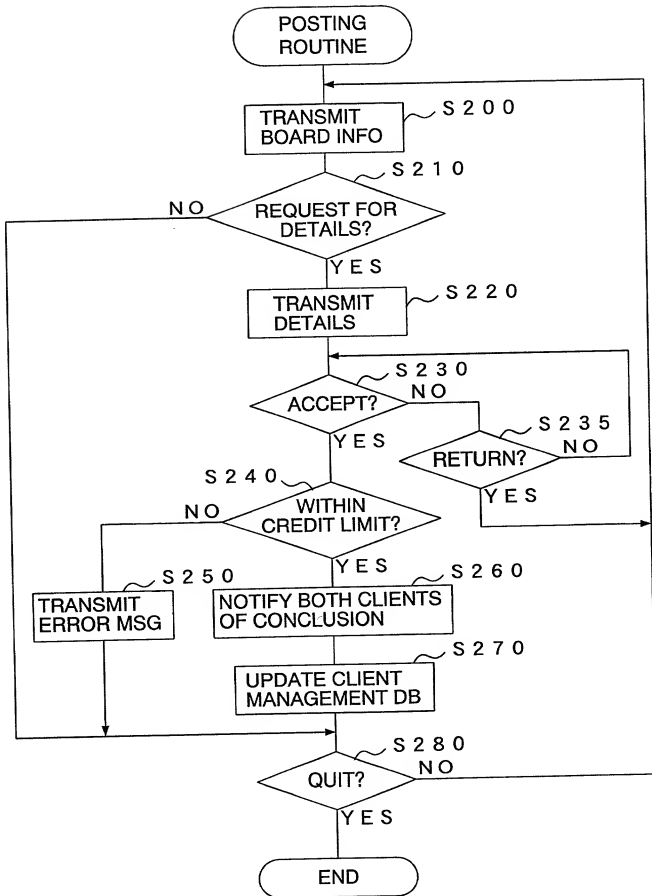 POSTING
ROUTINE
TRANSMIT
BOARD INFO
S200
S210
NO
REQUEST FOR
DETAILS?
YES
TRANSMIT
DETAILS
S220
S230
ACCEPT?
NO
YES
S235
RETURN?
NO
YES
S240
NO
WITHIN
CREDIT LIMIT?
YES
S250
TRANSMIT
ERROR MSG
S260
NOTIFY BOTH CLIENTS
OF CONCLUSION
S270
UPDATE CLIENT
MANAGEMENT DB
S280
QUIT?
NO
YES
END